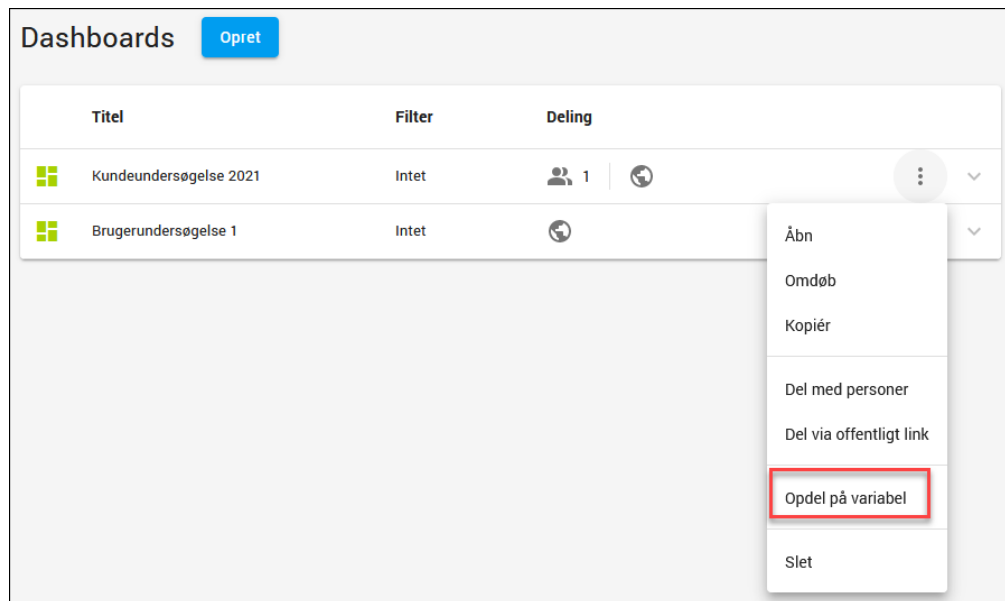 Dashboards Opret
Titel Filter Deling
Kundeundersøgelse 2021 Intet 1
Brugerundersøgelse 1 Intet
Åbn
Omdøb
Kopiér
Del med personer
Del via offentligt link
Opdel på variabel
Slet